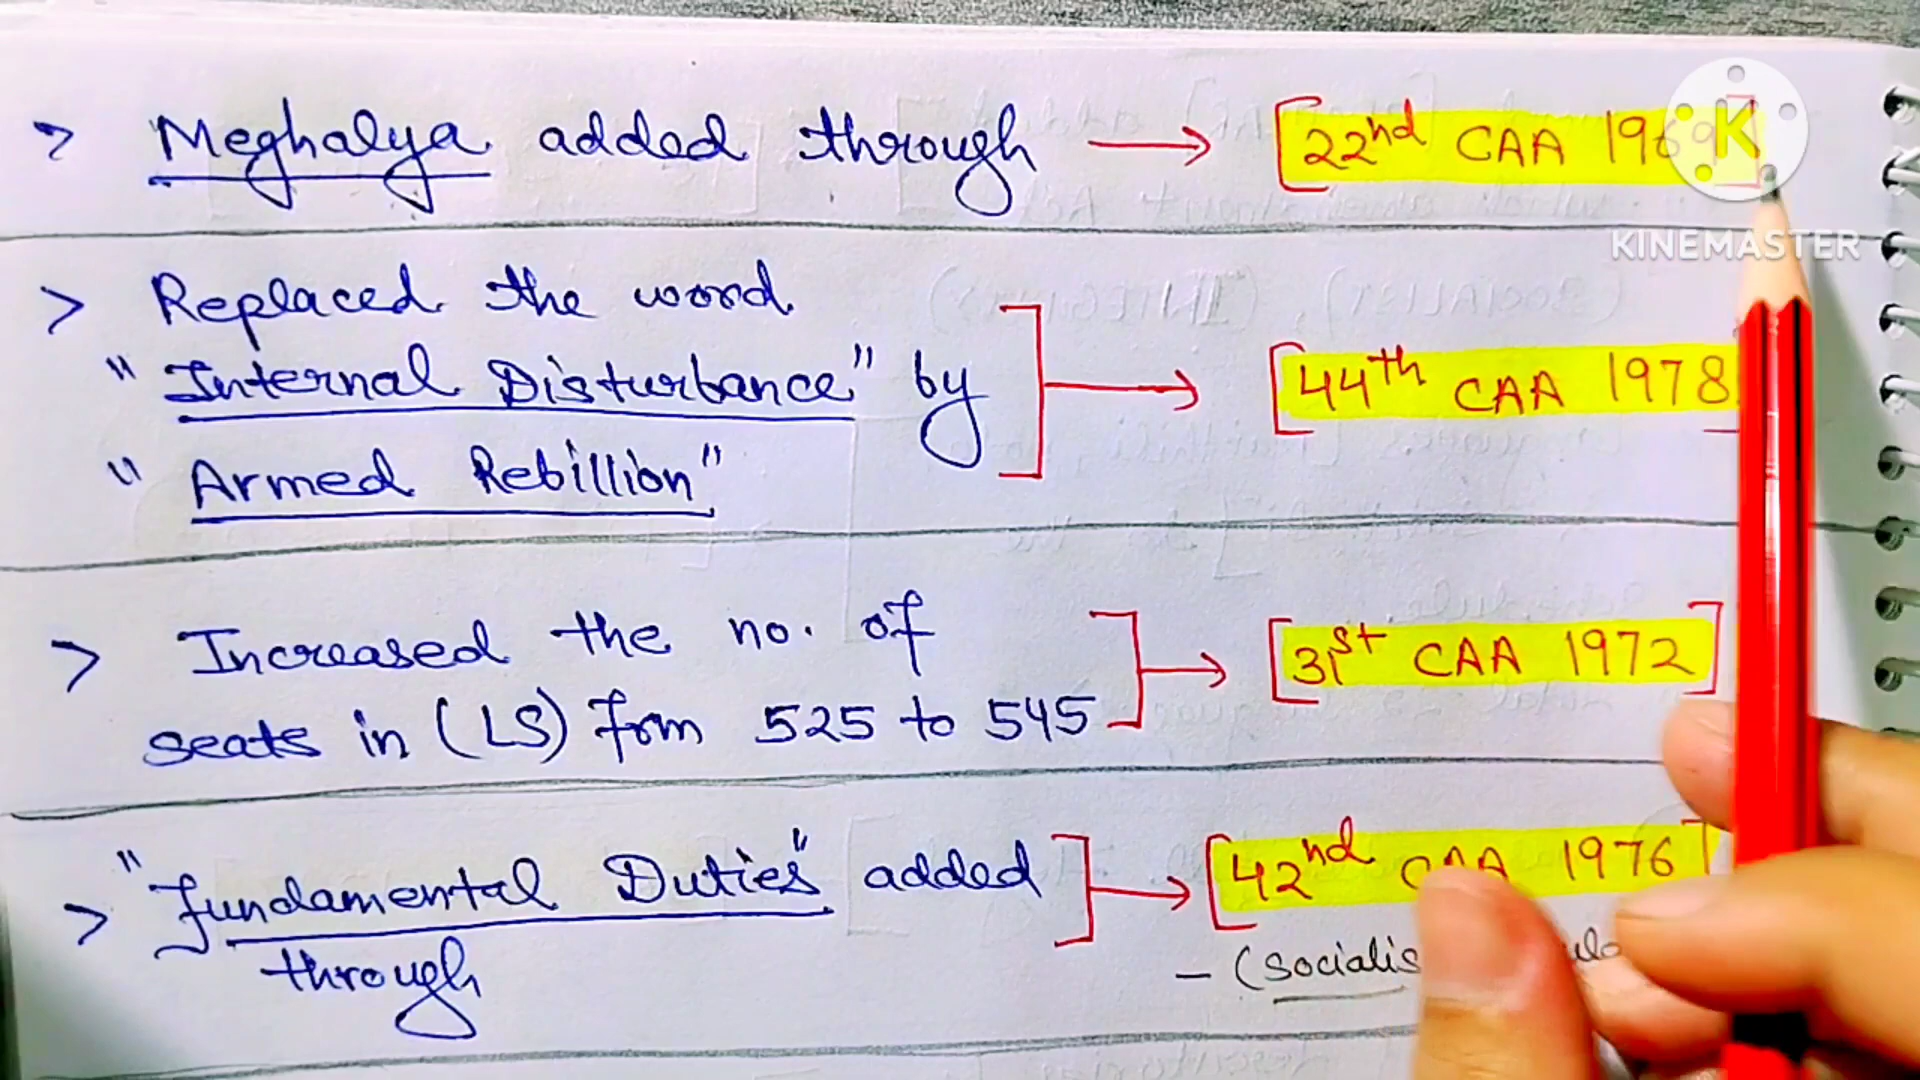 > Meghalya added through → [22nd CAA 1969]
> Replaced the word
" Internal Disturbance" by
" Armed Rebillion"
→ [44th CAA 1978]
> Increased the no. of
seats in (LS) from 525 to 545
→ [31st CAA 1972]
> "fundamental Duties" added
through
→ [42nd CAA 1976]
- (socialis
K
KINEMASTER